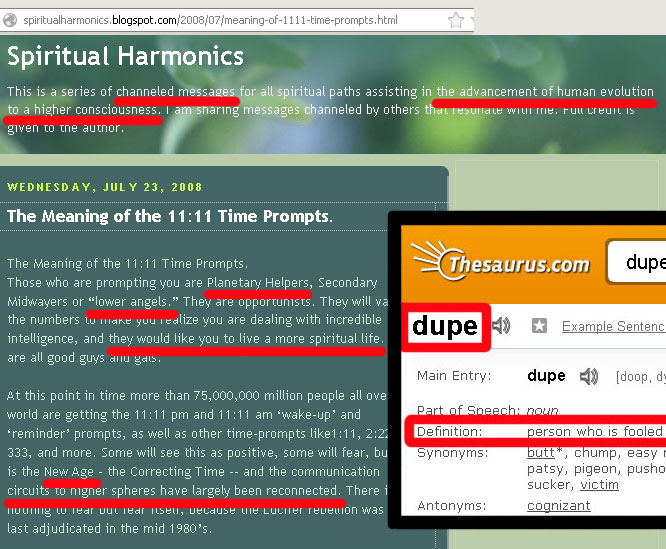 spiritualharmonics.blogspot.com/2008/07/meaning-of-1111-time-prompts.html
Spiritual Harmonics
This is a series of channeled messages for all spiritual paths assisting in the advancement of human evolution
to a higher consciousness. I am sharing messages channeled by others that resonate with me. Full credit is
given to the author.
WEDNESDAY, JULY 23, 2008
The Meaning of the 11:11 Time Prompts.
The Meaning of the 11:11 Time Prompts.
Those who are prompting you are Planetary Helpers, Secondary
Midwayers or “lower angels.” They are opportunists. They will va
the numbers to make you realize you are dealing with incredible
intelligence, and they would like you to live a more spiritual life.
are all good guys and gals.
At this point in time more than 75,000,000 million people all ove
world are getting the 11:11 pm and 11:11 am ‘wake-up’ and
‘reminder’ prompts, as well as other time-prompts like1:11, 2:22
333, and more. Some will see this as positive, some will fear, bu
is the New Age - the Correcting Time -- and the communication
circuits to higher spheres have largely been reconnected. There i
nothing to fear but fear itself, because the Lucifer rebellion was
last adjudicated in the mid 1980’s.
Thesaurus.com
dupe
dupe
Example Sentenc
Main Entry: dupe [doop, dy
Part of Speech: noun
Definition: person who is fooled
Synonyms: butt*, chump, easy
patsy, pigeon, pusho
sucker, victim
Antonyms: cognizant